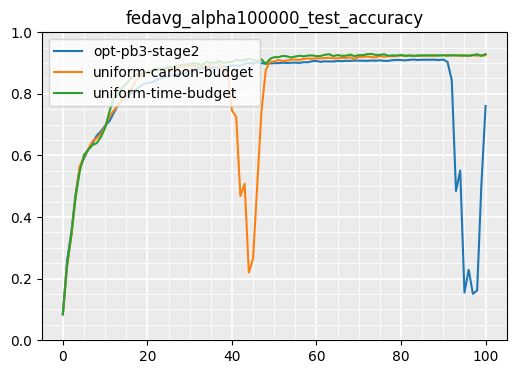 fedavg_alpha100000_test_accuracy
1.0
0.8
0.6
0.4
0.2
0.0
opt-pb3-stage2
uniform-carbon-budget
uniform-time-budget
0 20 40 60 80 100